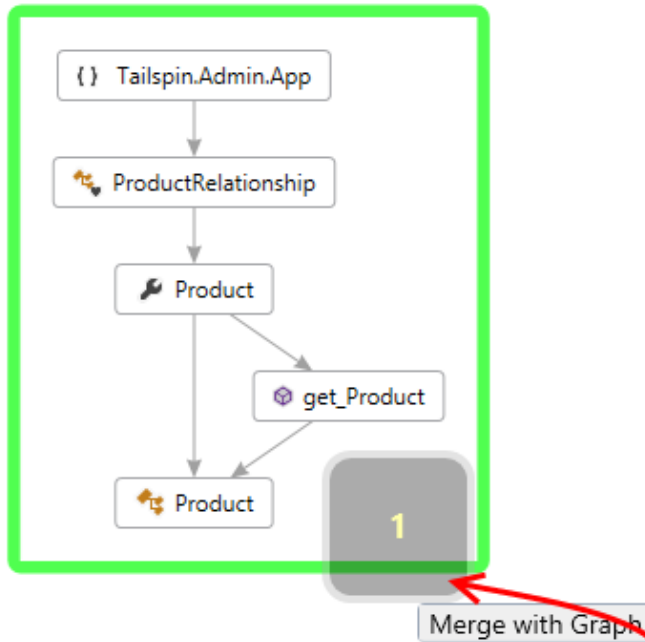 { } Tailspin.Admin.App
ProductRelationship
Product
get_Product
Product
1
Merge with Graph